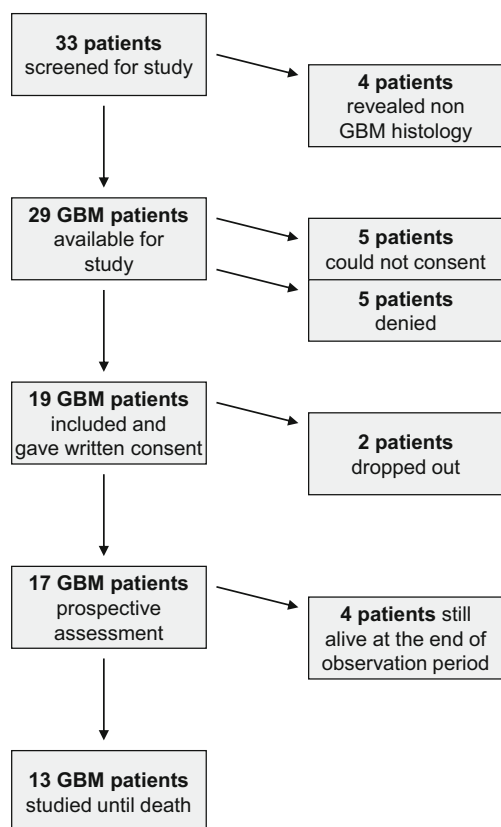 33 patients
screened for study
4 patients
revealed non
GBM histology
29 GBM patients
available for
study
5 patients
could not consent
5 patients
denied
19 GBM patients
included and
gave written consent
2 patients
dropped out
17 GBM patients
prospective
assessment
4 patients still
alive at the end of
observation period
13 GBM patients
studied until death